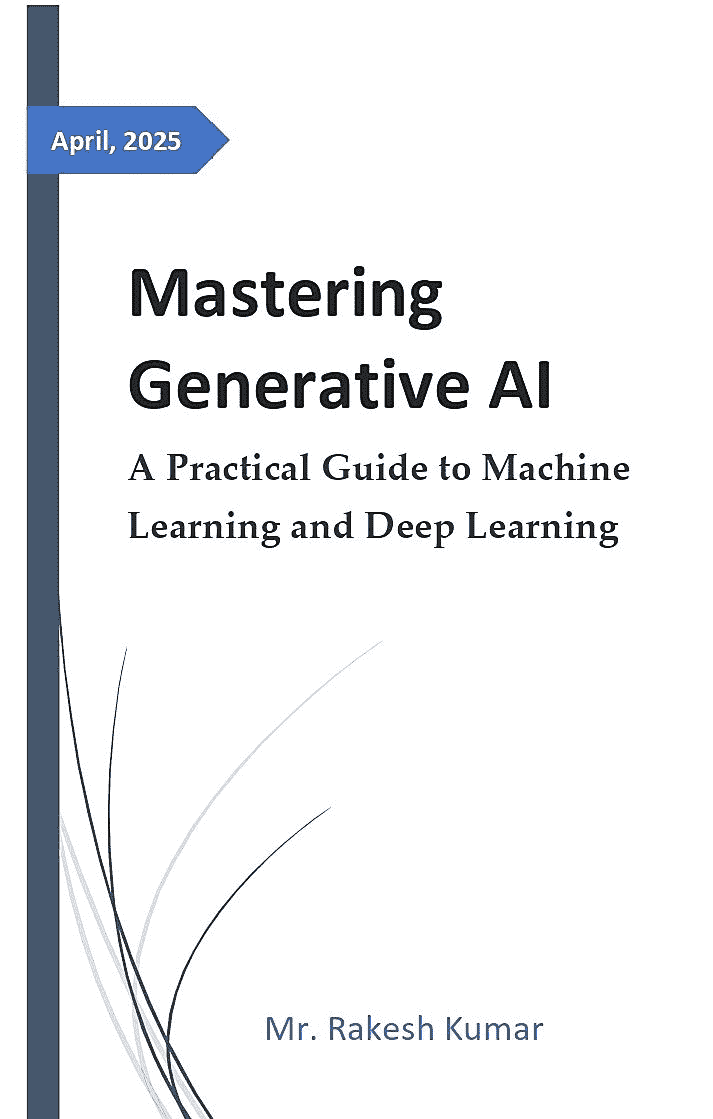 April, 2025
Mastering
Generative AI
A Practical Guide to Machine
Learning and Deep Learning
Mr. Rakesh Kumar